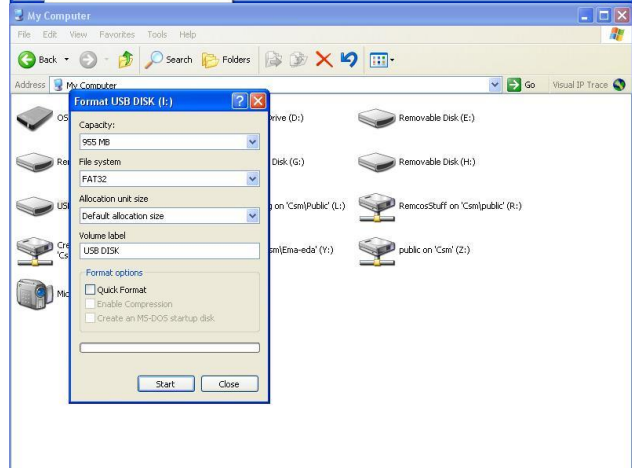 My Computer
File Edit View Favorites Tools Help
Back Search Folders
Address My Computer Go Visual IP Trace
Format USB DISK (I:)
OS rive (D:) Removable Disk (E:)
Capacity:
955 MB
File system
Disk (G:) Removable Disk (H:)
FAT32
Allocation unit size
Default allocation size
on 'Csm\Public' (L:) RemcosStuff on 'Csm\public' (R:)
Volume label
USB DISK
sm\Ema-eda' (Y:) public on 'Csm' (Z:)
Format options
Quick Format
Enable Compression
Create an MS-DOS startup disk
Start Close